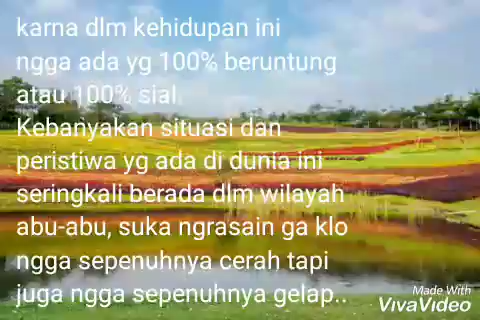 karna dlm kehidupan ini
ngga ada yg 100% beruntung
atau 100% sial.
Kebanyakan situasi dan
peristiwa yg ada di dunia ini
seringkali berada dlm wilayah
abu-abu, suka ngrasain ga klo
ngga sepenuhnya cerah tapi
juga ngga sepenuhnya gelap..
Made With
VivaVideo